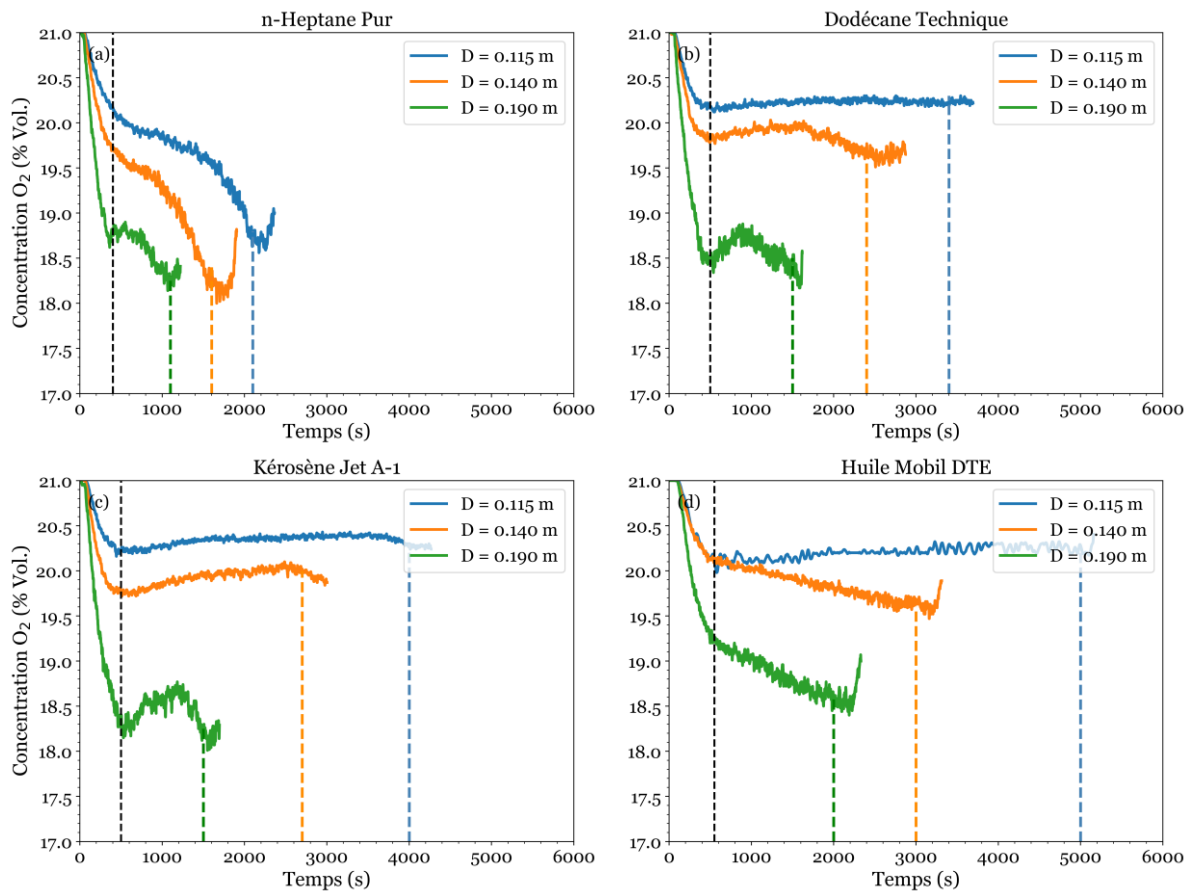 n-Heptane Pur
(a)
D = 0.115 m
D = 0.140 m
D = 0.190 m
Concentration O₂ (% Vol.)
21.0
20.5
20.0
19.5
19.0
18.5
18.0
17.5
17.0
0 1000 2000 3000 4000 5000 6000
Temps (s)
Dodécane Technique
(b)
D = 0.115 m
D = 0.140 m
D = 0.190 m
21.0
20.5
20.0
19.5
19.0
18.5
18.0
17.5
17.0
0 1000 2000 3000 4000 5000 6000
Temps (s)
Kérosène Jet A-1
(c)
D = 0.115 m
D = 0.140 m
D = 0.190 m
Concentration O₂ (% Vol.)
21.0
20.5
20.0
19.5
19.0
18.5
18.0
17.5
17.0
0 1000 2000 3000 4000 5000 6000
Temps (s)
Huile Mobil DTE
(d)
D = 0.115 m
D = 0.140 m
D = 0.190 m
21.0
20.5
20.0
19.5
19.0
18.5
18.0
17.5
17.0
0 1000 2000 3000 4000 5000 6000
Temps (s)